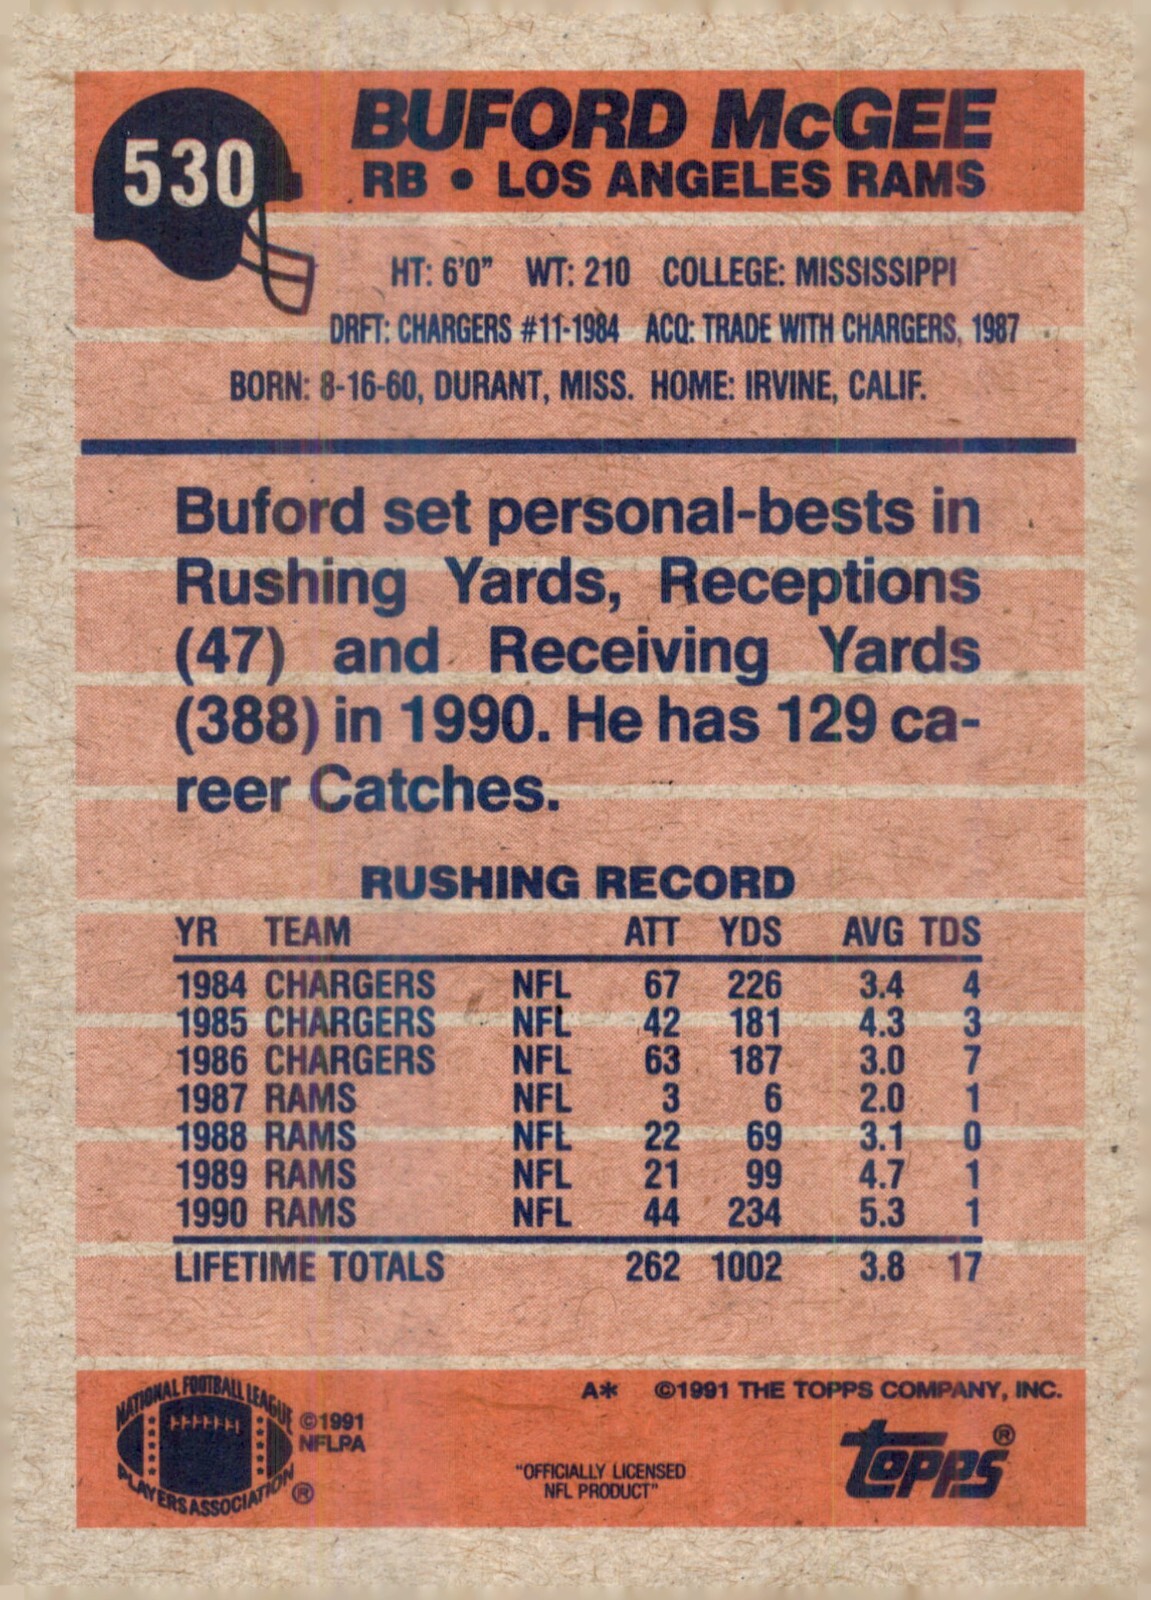 530
BUFORD McGEE
RB • LOS ANGELES RAMS
HT: 6'0" WT: 210 COLLEGE: MISSISSIPPI
DRFT: CHARGERS #11-1984 ACQ: TRADE WITH CHARGERS, 1987
BORN: 8-16-60, DURANT, MISS. HOME: IRVINE, CALIF.
Buford set personal-bests in
Rushing Yards, Receptions
(47) and Receiving Yards
(388) in 1990. He has 129 ca-
reer Catches.
RUSHING RECORD
YR TEAM ATT YDS AVG TDS
1984 CHARGERS NFL 67 226 3.4 4
1985 CHARGERS NFL 42 181 4.3 3
1986 CHARGERS NFL 63 187 3.0 7
1987 RAMS NFL 3 6 2.0 1
1988 RAMS NFL 22 69 3.1 0
1989 RAMS NFL 21 99 4.7 1
1990 RAMS NFL 44 234 5.3 1
LIFETIME TOTALS 262 1002 3.8 17
NATIONAL FOOTBALL LEAGUE
PLAYERS ASSOCIATION ®
©1991
NFLPA
A* ©1991 THE TOPPS COMPANY, INC.
"OFFICIALLY LICENSED
NFL PRODUCT"
topps®